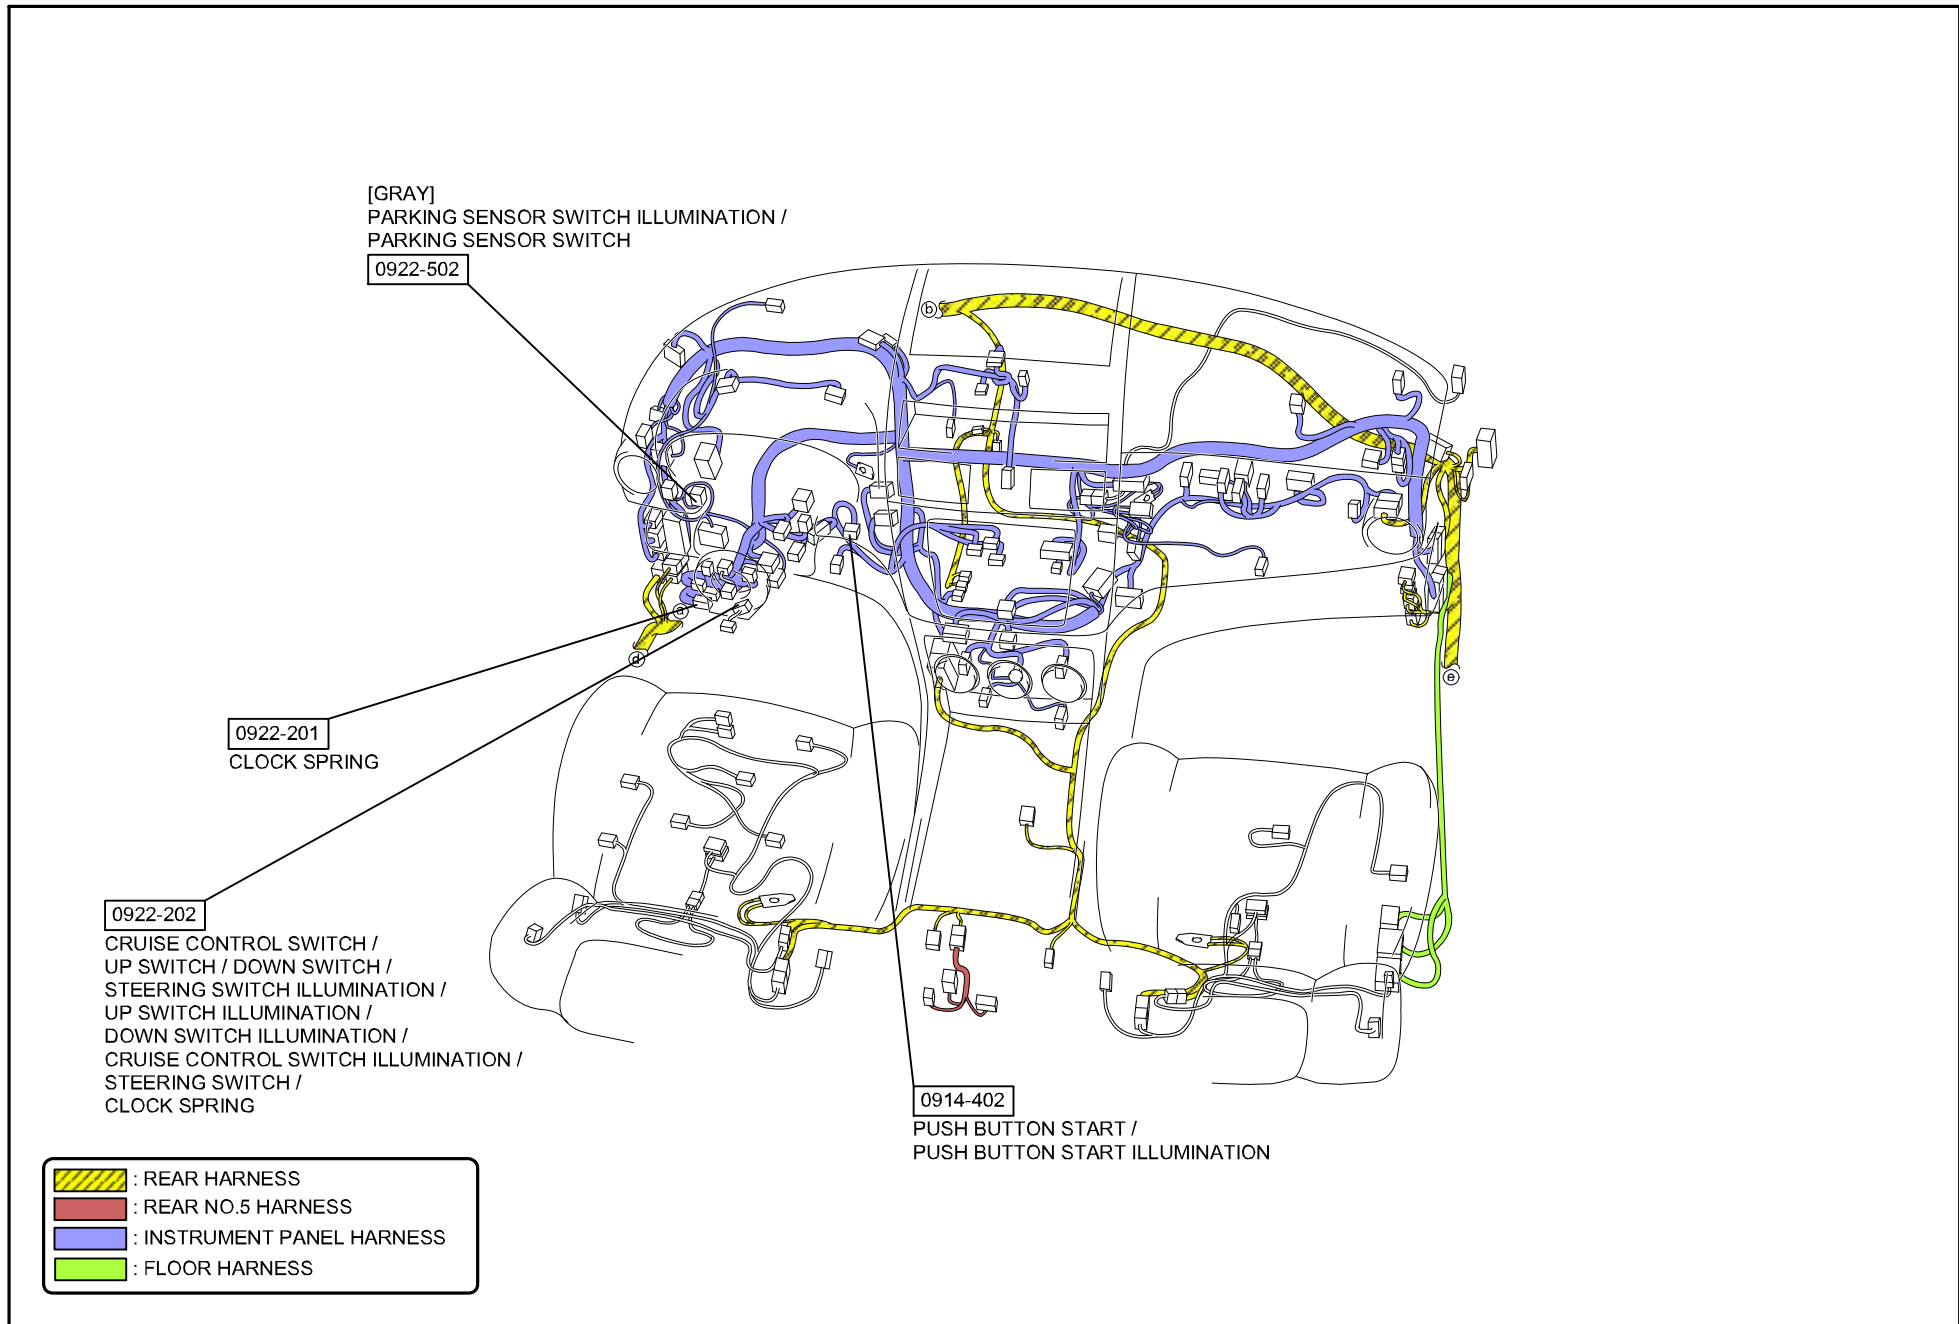 [GRAY]
PARKING SENSOR SWITCH ILLUMINATION /
PARKING SENSOR SWITCH
0922-502
b
a
d
e
0922-201
CLOCK SPRING
0922-202
CRUISE CONTROL SWITCH /
UP SWITCH / DOWN SWITCH /
STEERING SWITCH ILLUMINATION /
UP SWITCH ILLUMINATION /
DOWN SWITCH ILLUMINATION /
CRUISE CONTROL SWITCH ILLUMINATION /
STEERING SWITCH /
CLOCK SPRING
0914-402
PUSH BUTTON START /
PUSH BUTTON START ILLUMINATION
: REAR HARNESS
: REAR NO.5 HARNESS
: INSTRUMENT PANEL HARNESS
: FLOOR HARNESS